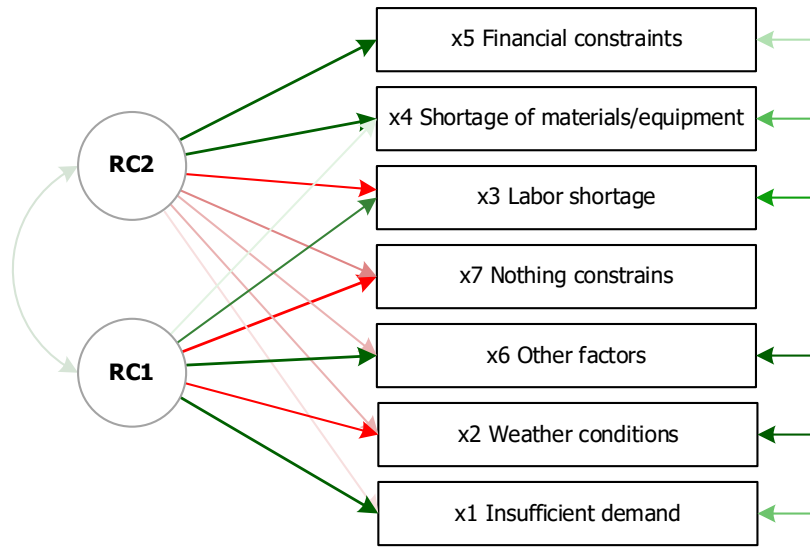 x5 Financial constraints
x4 Shortage of materials/equipment
RC2
x3 Labor shortage
x7 Nothing constrains
x6 Other factors
RC1
x2 Weather conditions
x1 Insufficient demand